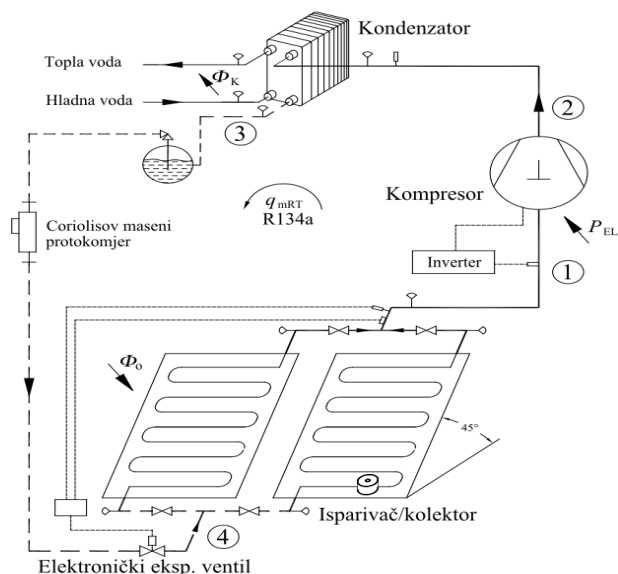 Kondenzator
Topla voda
Φ_K
Hladna voda
3
2
Kompresor
q_mRT
R134a
P_EL
Coriolisov maseni
protokomjer
Inverter
1
Φ_o
45°
Isparivač/kolektor
4
Elektronički eksp. ventil